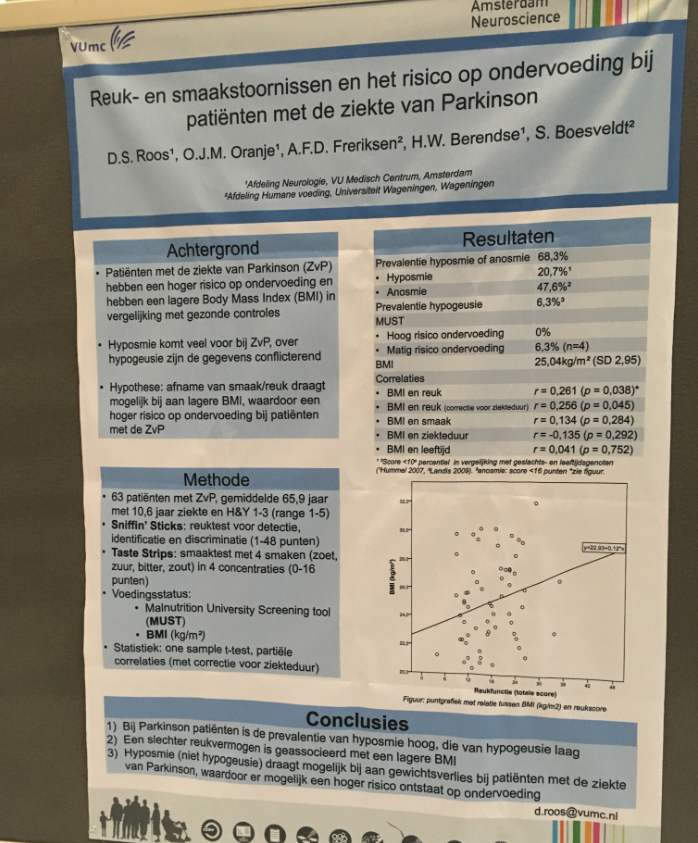 VUmc
Amsterdam
Neuroscience
Reuk- en smaakstoornissen en het risico op ondervoeding bij
patiënten met de ziekte van Parkinson
D.S. Roos¹, O.J.M. Oranje¹, A.F.D. Freriksen², H.W. Berendse¹, S. Boesveldt²
¹Afdeling Neurologie, VU Medisch Centrum, Amsterdam
²Afdeling Humane voeding, Universiteit Wageningen, Wageningen
Achtergrond
• Patiënten met de ziekte van Parkinson (ZvP)
hebben een hoger risico op ondervoeding en
hebben een lagere Body Mass Index (BMI) in
vergelijking met gezonde controles
• Hyposmie komt veel voor bij ZvP, over
hypogeusie zijn de gegevens conflicterend
• Hypothese: afname van smaak/reuk draagt
mogelijk bij aan lagere BMI, waardoor een
hoger risico op ondervoeding bij patiënten
met de ZvP
Methode
• 63 patiënten met ZvP, gemiddelde 65,9 jaar
met 10,6 jaar ziekte en H&Y 1-3 (range 1-5)
• Sniffin' Sticks: reuktest voor detectie,
identificatie en discriminatie (1-48 punten)
• Taste Strips: smaaktest met 4 smaken (zoet,
zuur, bitter, zout) in 4 concentraties (0-16
punten)
• Voedingsstatus:
• Malnutrition University Screening tool
(MUST)
• BMI (kg/m²)
• Statistiek: one sample t-test, partiële
correlaties (met correctie voor ziekteduur)
Resultaten
Prevalentie hyposmie of anosmie 68,3%
• Hyposmie 20,7%¹
• Anosmie 47,6%²
Prevalentie hypogeusie 6,3%³
MUST
• Hoog risico ondervoeding 0%
• Matig risico ondervoeding 6,3% (n=4)
BMI 25,04kg/m² (SD 2,95)
Correlaties
• BMI en reuk r = 0,261 (p = 0,038)*
• BMI en reuk (correctie voor ziekteduur) r = 0,256 (p = 0,045)
• BMI en smaak r = 0,134 (p = 0,284)
• BMI en ziekteduur r = -0,135 (p = 0,292)
• BMI en leeftijd r = 0,041 (p = 0,752)
¹ ³Score <10ᵉ percentiel in vergelijking met geslachts- en leeftijdsgenoten
(¹Hummel 2007, ³Landis 2009). ²anosmie: score <16 punten *zie figuur.
BMI (kg/m²)
32,0
30,0
28,0
26,0
24,0
22,0
20,0
y=22,93+0,12*x
0 6 12 18 24 30 36 42 48
Reukfunctie (totale score)
Figuur: puntgrafiek met relatie tussen BMI (kg/m2) en reukscore
Conclusies
1) Bij Parkinson patiënten is de prevalentie van hyposmie hoog, die van hypogeusie laag
2) Een slechter reukvermogen is geassocieerd met een lagere BMI
3) Hyposmie (niet hypogeusie) draagt mogelijk bij aan gewichtsverlies bij patiënten met de ziekte
van Parkinson, waardoor er mogelijk een hoger risico ontstaat op ondervoeding
d.roos@vumc.nl